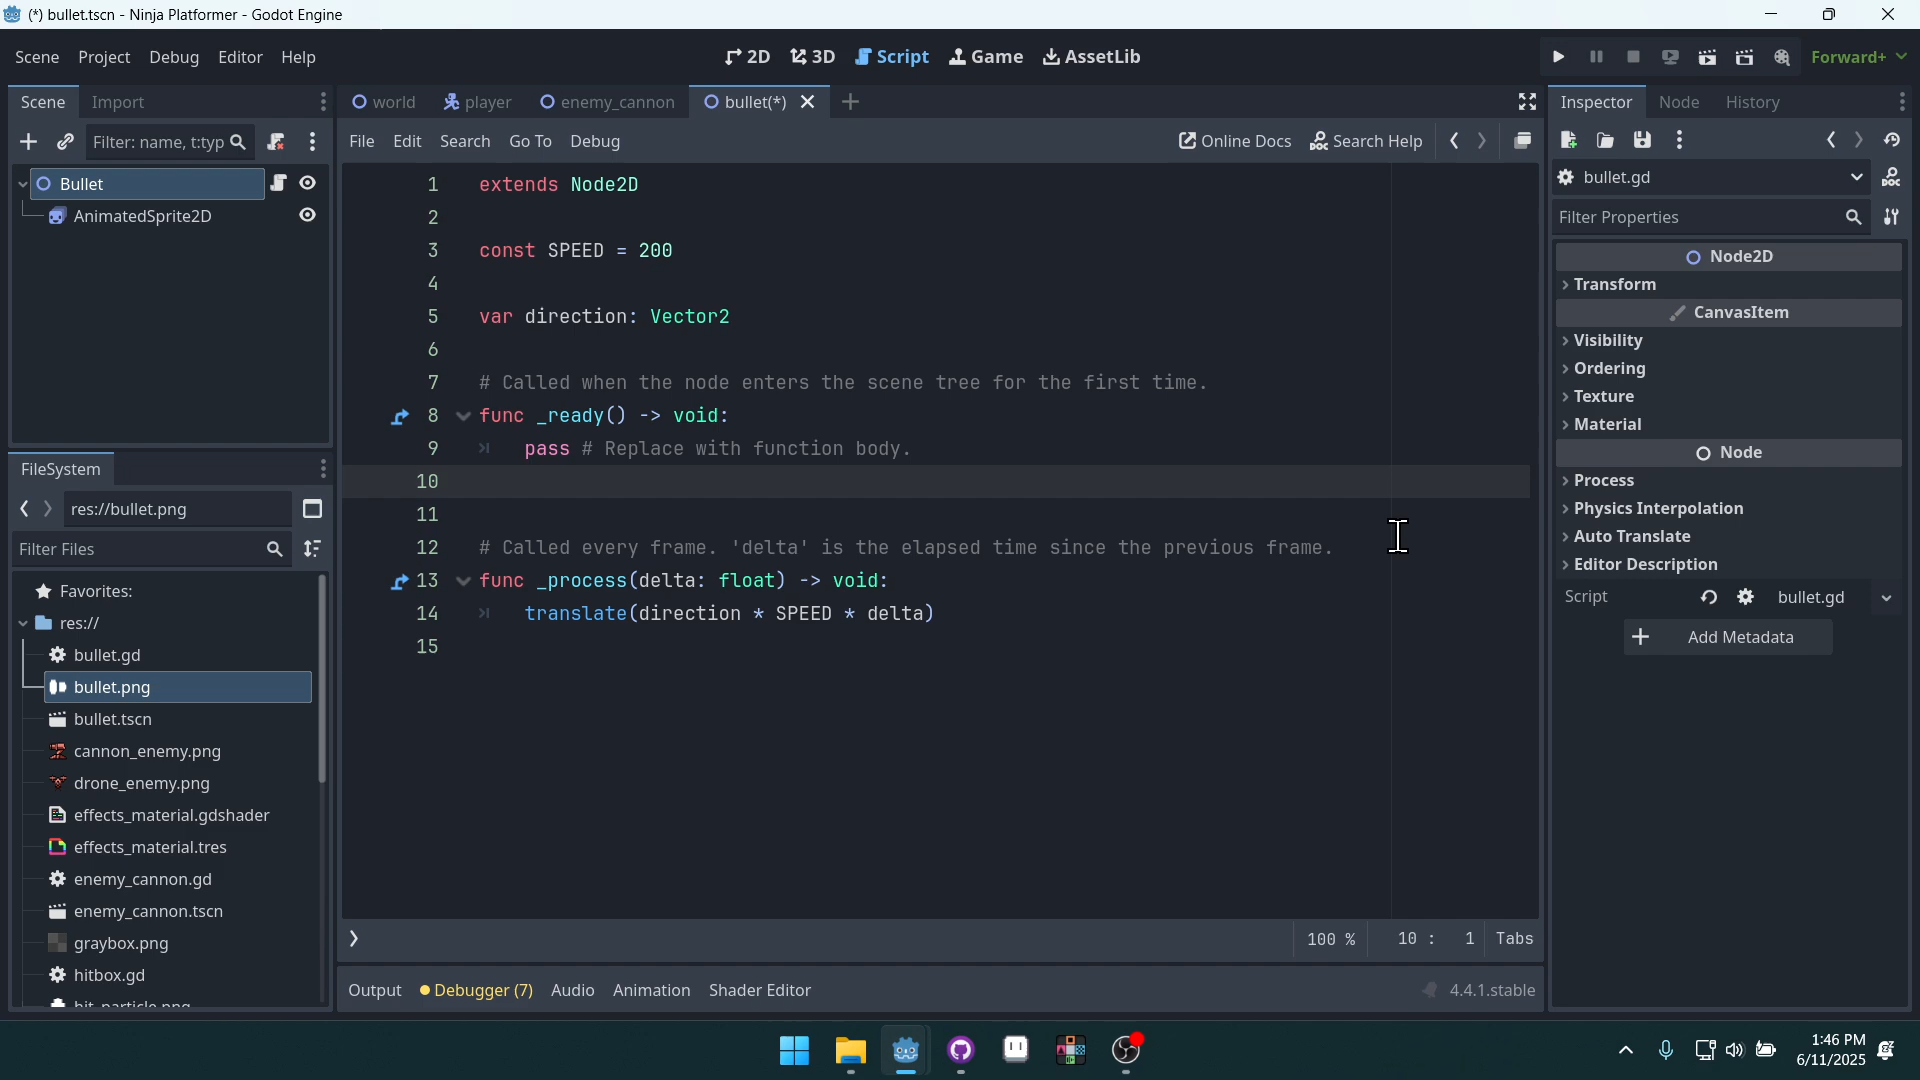 (*) bullet.tscn - Ninja Platformer - Godot Engine
Scene Project Debug Editor Help
2D 3D Script Game AssetLib
Forward+
Scene Import
Filter: name, t:typ
Bullet
AnimatedSprite2D
FileSystem
res://bullet.png
Filter Files
Favorites:
res://
bullet.gd
bullet.png
bullet.tscn
cannon_enemy.png
drone_enemy.png
effects_material.gdshader
effects_material.tres
enemy_cannon.gd
enemy_cannon.tscn
graybox.png
hitbox.gd
hit_particle.png
world player enemy_cannon bullet(*)
File Edit Search Go To Debug Online Docs Search Help
1 extends Node2D
2
3 const SPEED = 200
4
5 var direction: Vector2
6
7 # Called when the node enters the scene tree for the first time.
8 func _ready() -> void:
9 pass # Replace with function body.
10
11
12 # Called every frame. 'delta' is the elapsed time since the previous frame.
13 func _process(delta: float) -> void:
14 translate(direction * SPEED * delta)
15
100 % 10 : 1 Tabs
Output Debugger (7) Audio Animation Shader Editor 4.4.1.stable
Inspector Node History
bullet.gd
Filter Properties
Node2D
Transform
CanvasItem
Visibility
Ordering
Texture
Material
Node
Process
Physics Interpolation
Auto Translate
Editor Description
Script bullet.gd
Add Metadata
1:46 PM
6/11/2025